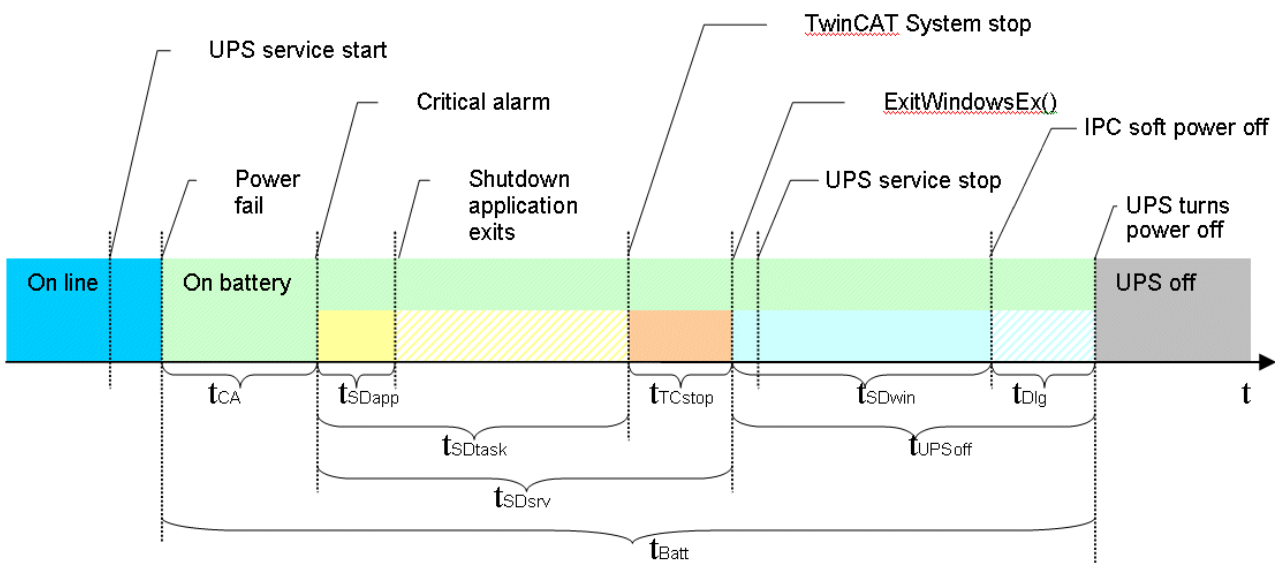 TwinCAT System stop
UPS service start
Critical alarm
ExitWindowsEx()
IPC soft power off
Power
fail
Shutdown
application
exits
UPS service stop
UPS turns
power off
On line
On battery
UPS off
tCA
tSDapp
tTCstop
tSDwin
tDlg
t
tSDtask
tUPSoff
tSDsrv
tBatt